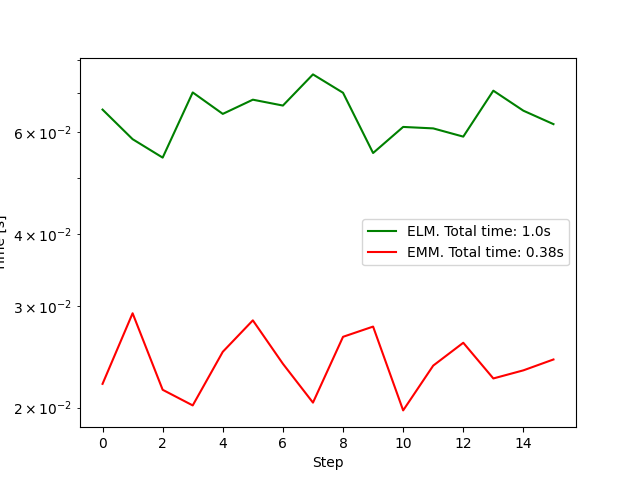 6 × 10⁻²
4 × 10⁻²
3 × 10⁻²
2 × 10⁻²
ELM. Total time: 1.0s
EMM. Total time: 0.38s
0 2 4 6 8 10 12 14
Step